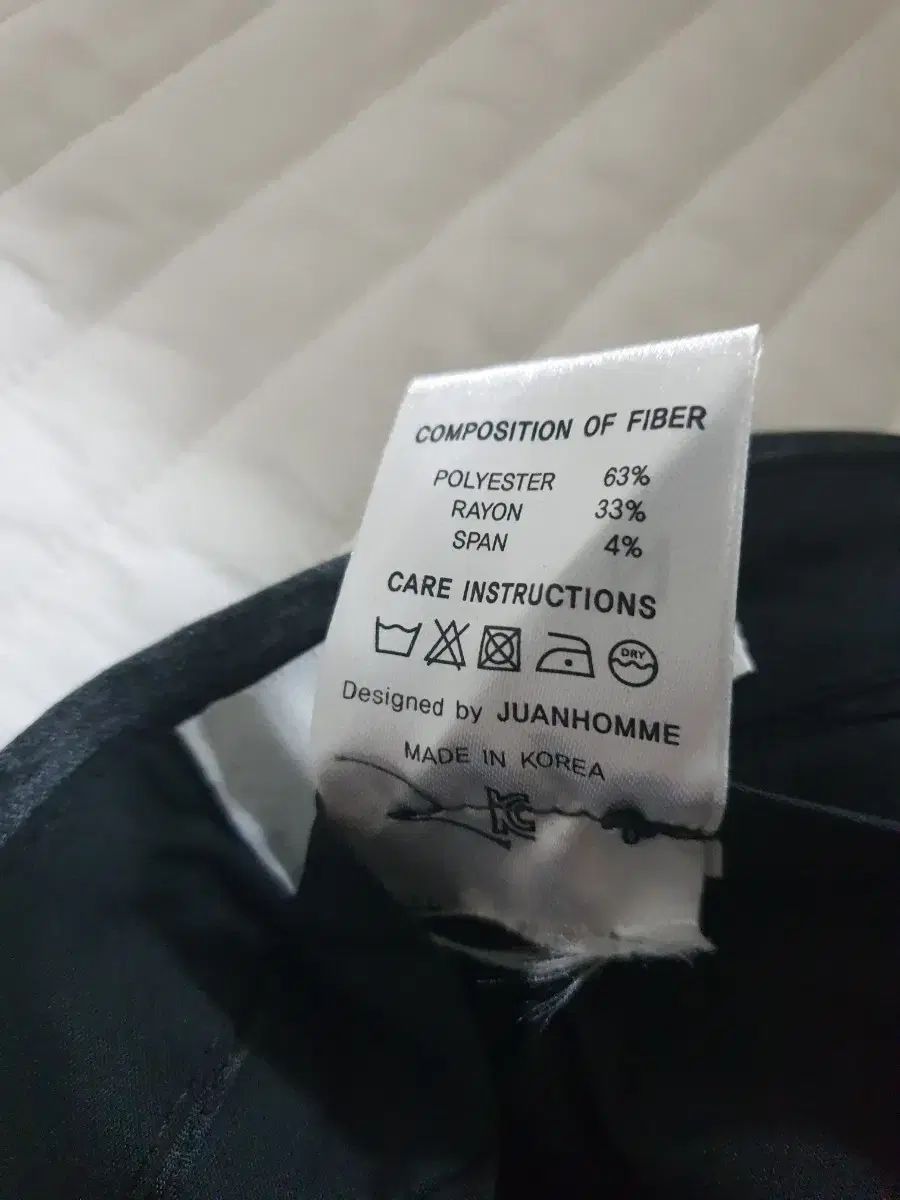 COMPOSITION OF FIBER
POLYESTER 63%
RAYON 33%
SPAN 4%
CARE INSTRUCTIONS
DRY
Designed by JUANHOMME
MADE IN KOREA
KC